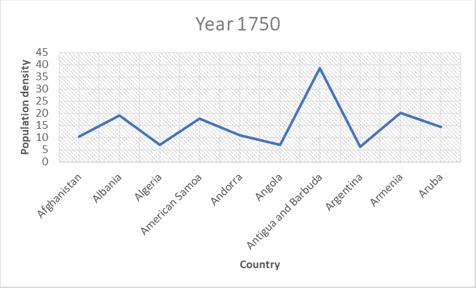 Year 1750
Population density
45
40
35
30
25
20
15
10
5
0
Afghanistan
Albania
Algeria
American Samoa
Andorra
Angola
Antigua and Barbuda
Argentina
Armenia
Aruba
Country